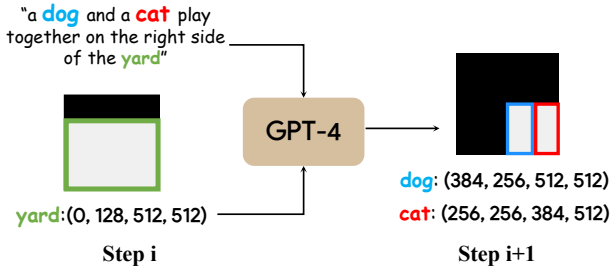 “a dog and a cat play
together on the right side
of the yard”
GPT-4
yard:(0, 128, 512, 512)
dog: (384, 256, 512, 512)
cat: (256, 256, 384, 512)
Step i
Step i+1